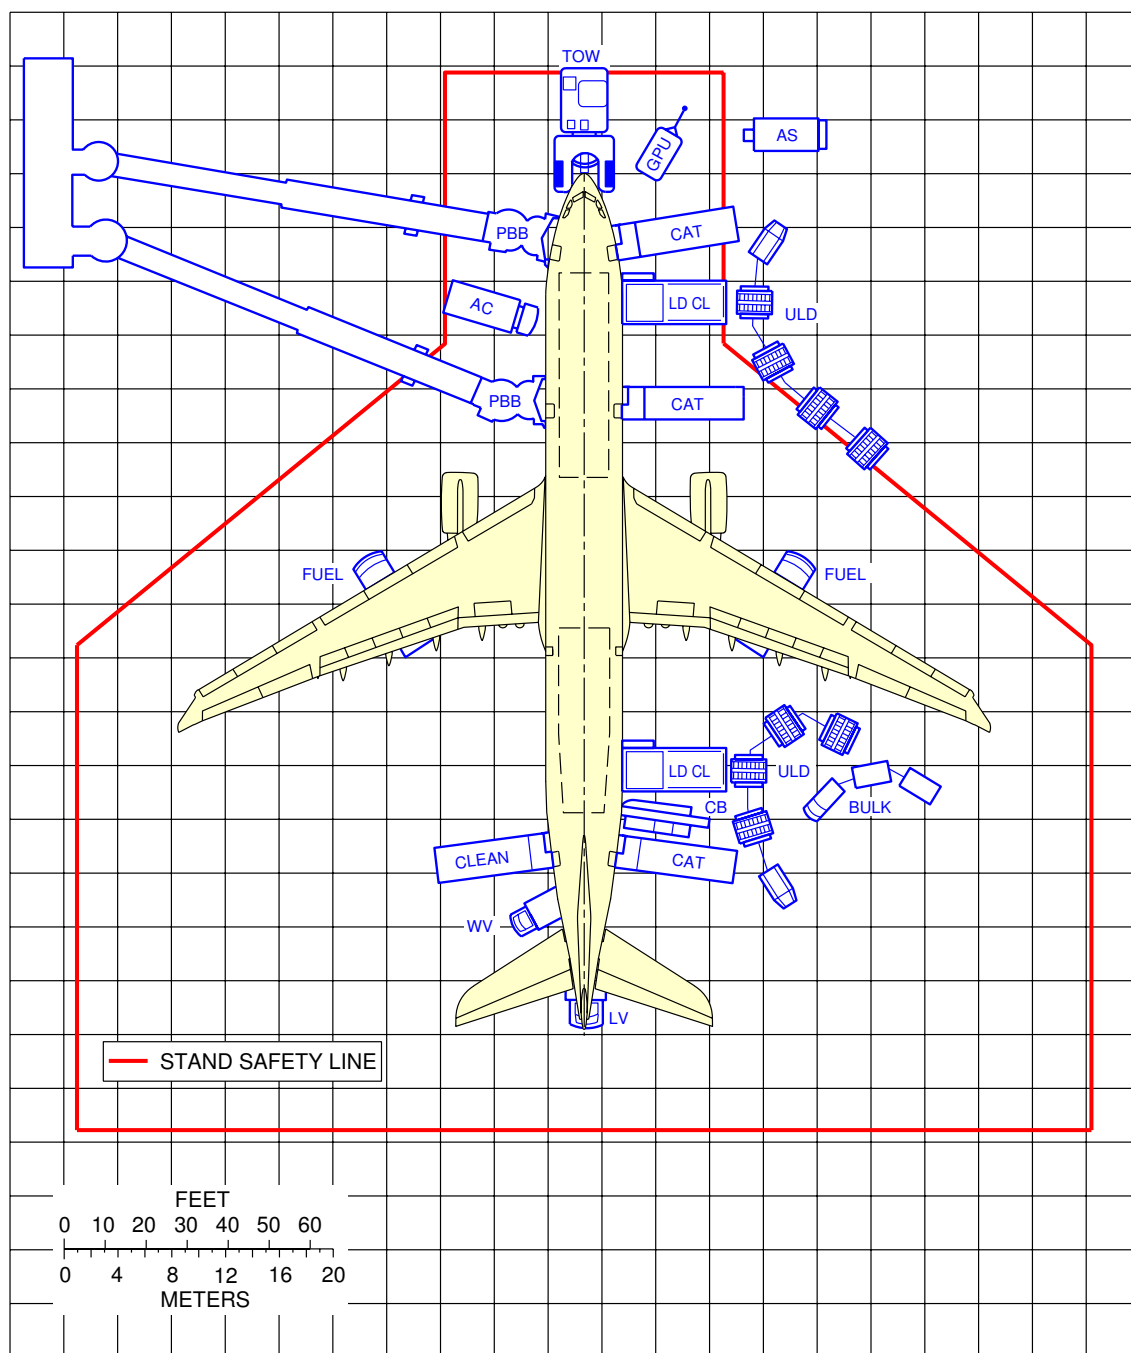 TOW
GPU
AS
PBB
CAT
AC
LD CL
ULD
PBB
CAT
FUEL
FUEL
LD CL
ULD
CB
BULK
CLEAN
CAT
WV
LV
STAND SAFETY LINE
FEET
0 10 20 30 40 50 60
0 4 8 12 16 20
METERS